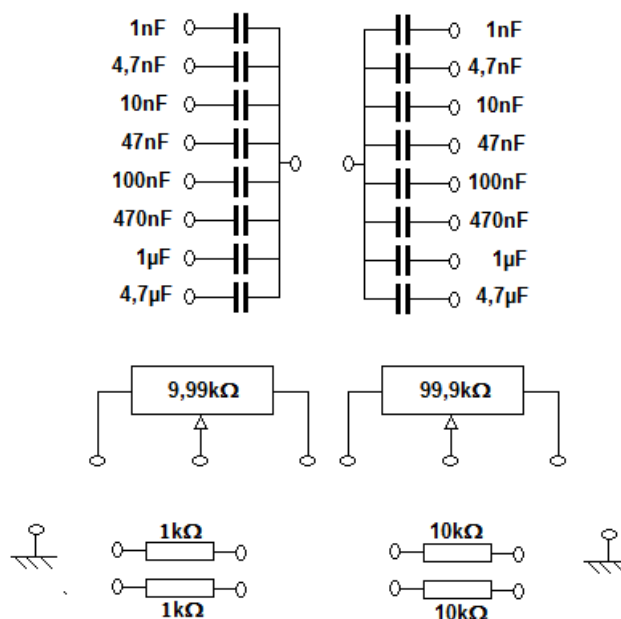 1nF 1nF
4,7nF 4,7nF
10nF 10nF
47nF 47nF
100nF 100nF
470nF 470nF
1µF 1µF
4,7µF 4,7µF
9,99kΩ 99,9kΩ
1kΩ 10kΩ
1kΩ 10kΩ